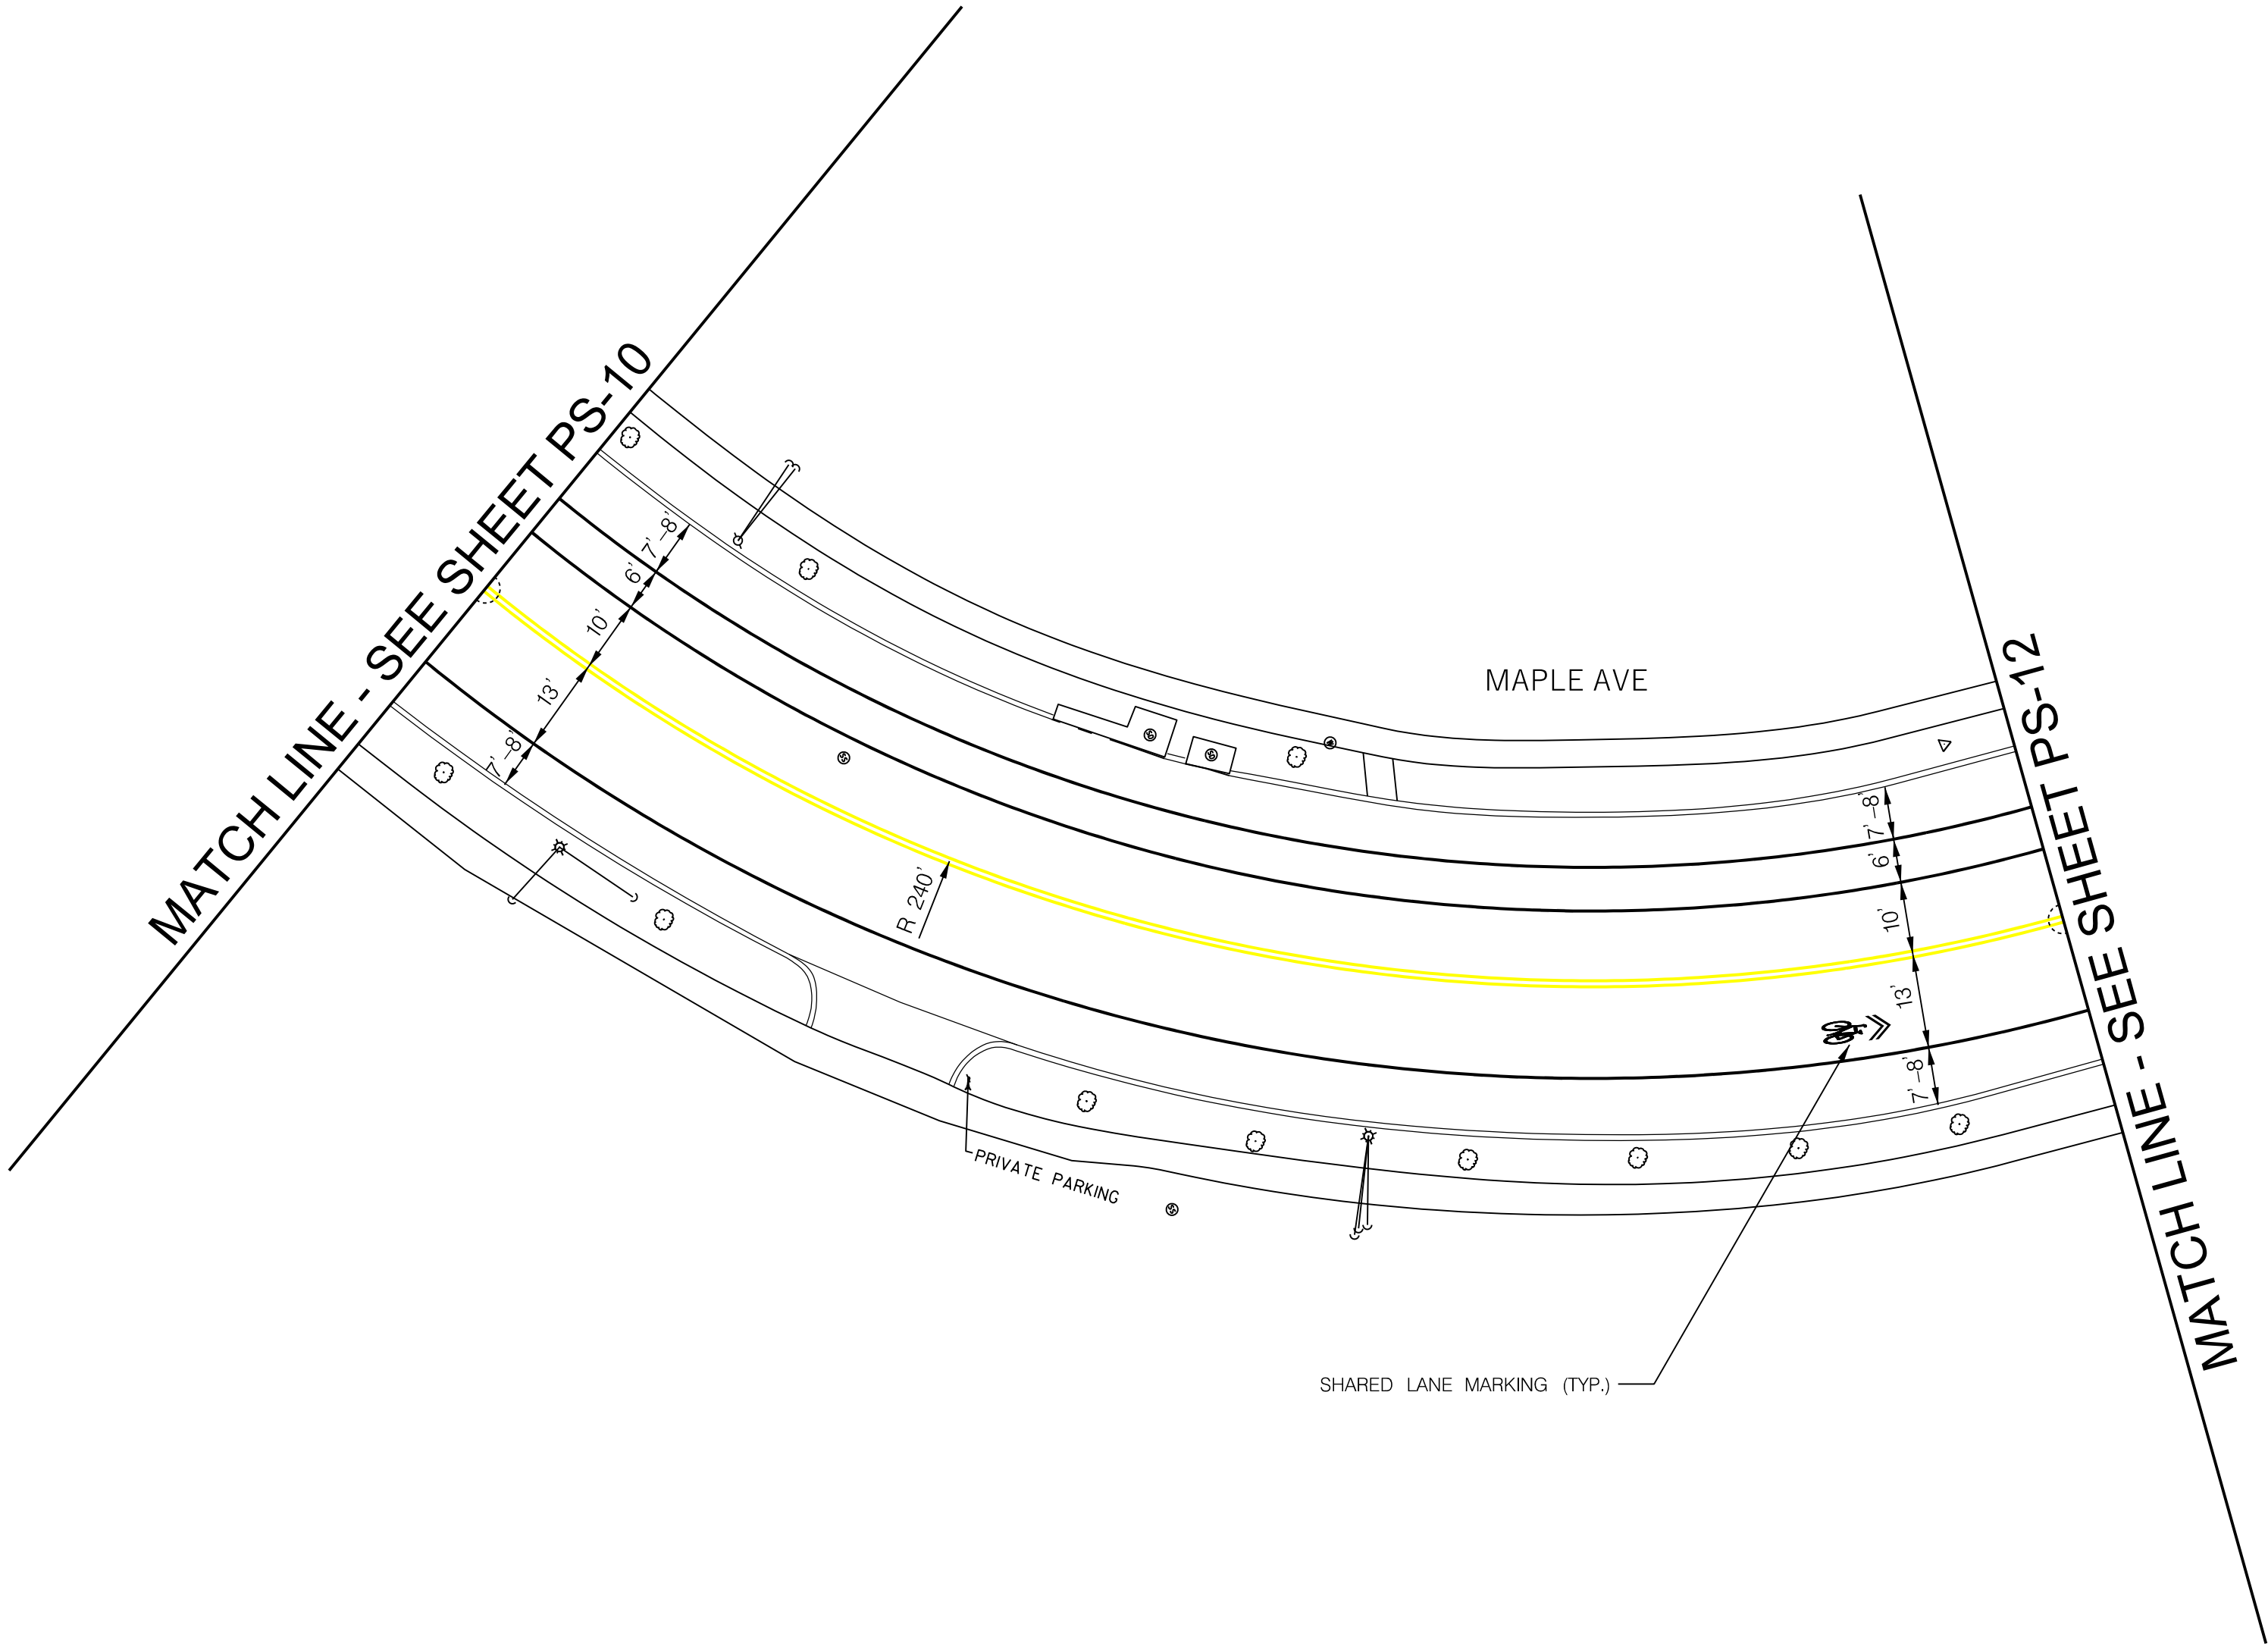 MATCH LINE - SEE SHEET PS-10
7'-8'
6'
10'
13'
7'-8'
R 240'
MAPLE AVE
MATCH LINE - SEE SHEET PS-12
7'-8'
6'
10'
13'
7'-8'
PRIVATE PARKING
SHARED LANE MARKING (TYP.)